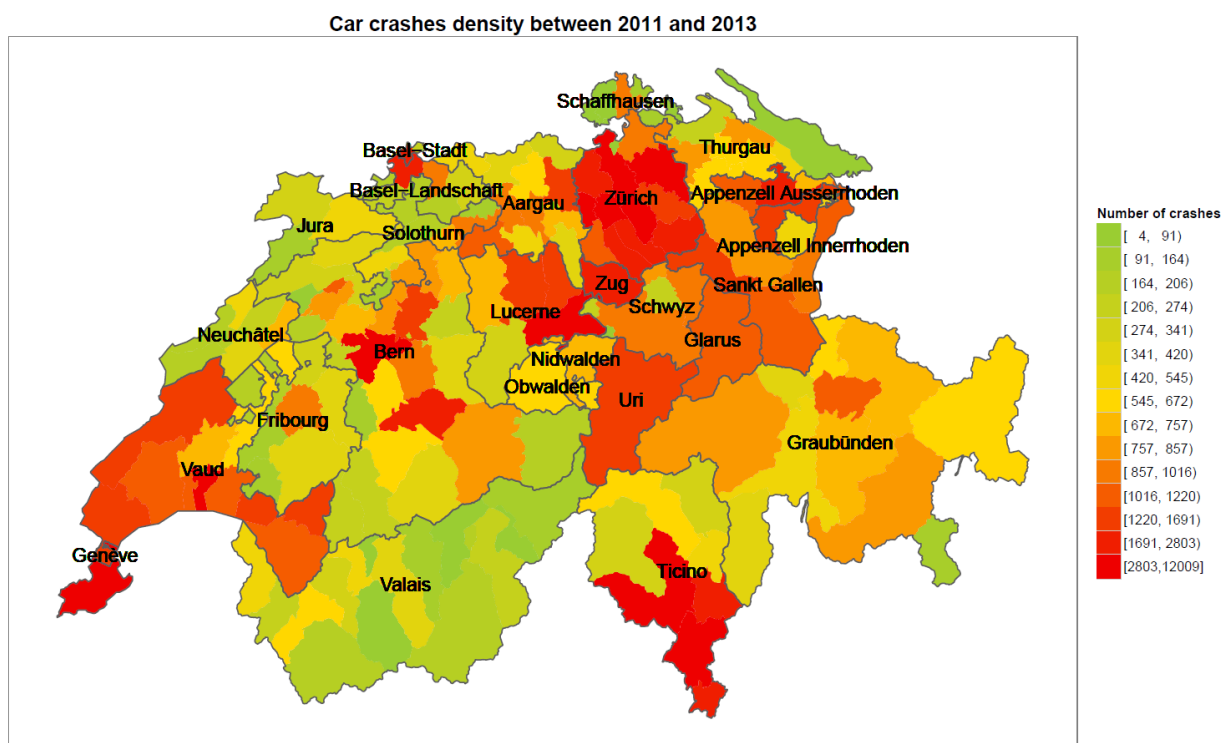 Car crashes density between 2011 and 2013
Schaffhausen
Basel−Stadt
Thurgau
Basel−Landschaft
Appenzell Ausserrhoden
Aargau
Zürich
Jura
Solothurn
Appenzell Innerrhoden
Zug
Sankt Gallen
Schwyz
Lucerne
Neuchâtel
Glarus
Bern
Nidwalden
Obwalden
Uri
Fribourg
Graubünden
Vaud
Genève
Ticino
Valais
Number of crashes
[ 4, 91)
[ 91, 164)
[ 164, 206)
[ 206, 274)
[ 274, 341)
[ 341, 420)
[ 420, 545)
[ 545, 672)
[ 672, 757)
[ 757, 857)
[ 857, 1016)
[1016, 1220)
[1220, 1691)
[1691, 2803)
[2803,12009]